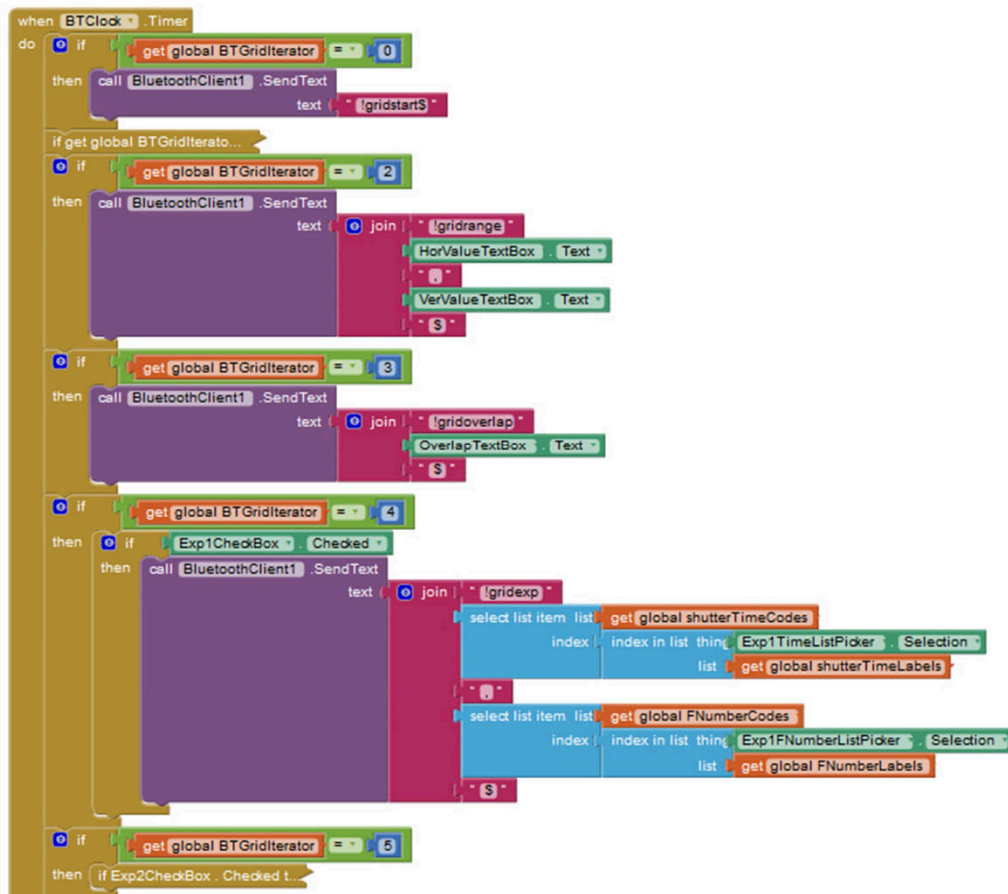 when BTClock .Timer
do if get global BTGridIterator = 0
then call BluetoothClient1 .SendText
text " !gridstart$ "
if get global BTGridIterato...
if get global BTGridIterator = 2
then call BluetoothClient1 .SendText
text join " !gridrange "
HorValueTextBox . Text
" , "
VerValueTextBox . Text
" $ "
if get global BTGridIterator = 3
then call BluetoothClient1 .SendText
text join " !gridoverlap "
OverlapTextBox . Text
" $ "
if get global BTGridIterator = 4
then if Exp1CheckBox . Checked
then call BluetoothClient1 .SendText
text join " !gridexp "
select list item list get global shutterTimeCodes
index index in list thing Exp1TimeListPicker . Selection
list get global shutterTimeLabels
" , "
select list item list get global FNumberCodes
index index in list thing Exp1FNumberListPicker . Selection
list get global FNumberLabels
" $ "
if get global BTGridIterator = 5
then if Exp2CheckBox . Checked t...